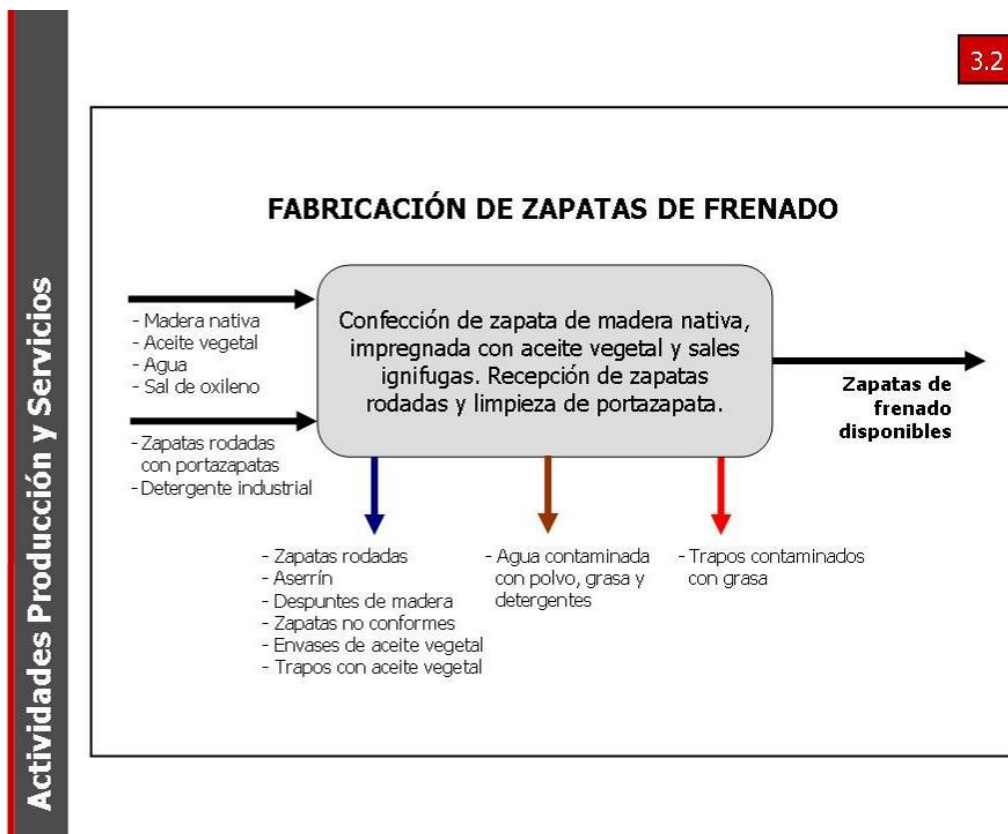 3.2
Actividades Producción y Servicios
FABRICACIÓN DE ZAPATAS DE FRENADO
- Madera nativa
- Aceite vegetal
- Agua
- Sal de oxileno
- Zapatas rodadas
con portazapatas
- Detergente industrial
Confección de zapata de madera nativa,
impregnada con aceite vegetal y sales
ignifugas. Recepción de zapatas
rodadas y limpieza de portazapata.
Zapatas de
frenado
disponibles
- Zapatas rodadas
- Aserrín
- Despuntes de madera
- Zapatas no conformes
- Envases de aceite vegetal
- Trapos con aceite vegetal
- Agua contaminada
con polvo, grasa y
detergentes
- Trapos contaminados
con grasa